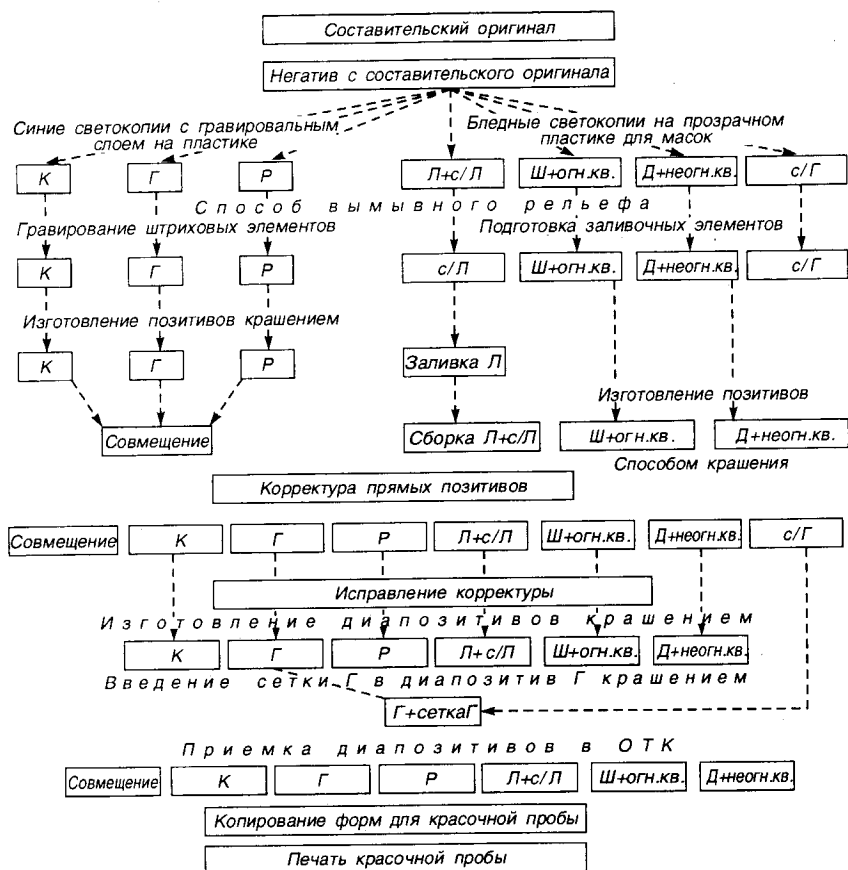 Составительский оригинал
Негатив с составительского оригинала
Синие светокопии с гравировальным
слоем на пластике
Бледные светокопии на прозрачном
пластике для масок
К Г Р Л+с/Л Ш+огн.кв. Д+неогн.кв. с/Г
Способ вымывного рельефа
Гравирование штриховых элементов
Подготовка заливочных элементов
К Г Р с/Л Ш+огн.кв. Д+неогн.кв. с/Г
Изготовление позитивов крашением
К Г Р Заливка Л
Изготовление позитивов
Совмещение Сборка Л+с/Л Ш+огн.кв. Д+неогн.кв.
Способом крашения
Корректура прямых позитивов
Совмещение К Г Р Л+с/Л Ш+огн.кв. Д+неогн.кв. с/Г
Исправление корректуры
Изготовление диапозитивов крашением
К Г Р Л+с/Л Ш+огн.кв. Д+неогн.кв.
Введение сетки Г в диапозитив Г крашением
Г+сеткаГ
Приемка диапозитивов в ОТК
Совмещение К Г Р Л+с/Л Ш+огн.кв. Д+неогн.кв.
Копирование форм для красочной пробы
Печать красочной пробы